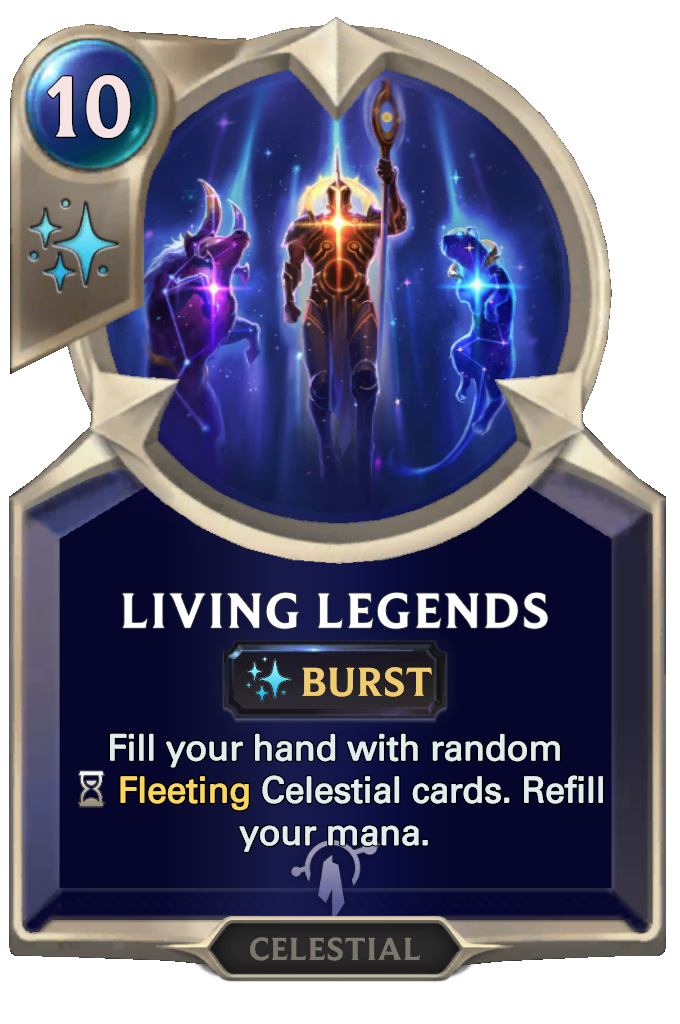 10
LIVING LEGENDS
BURST
Fill your hand with random
Fleeting Celestial cards. Refill
your mana.
CELESTIAL